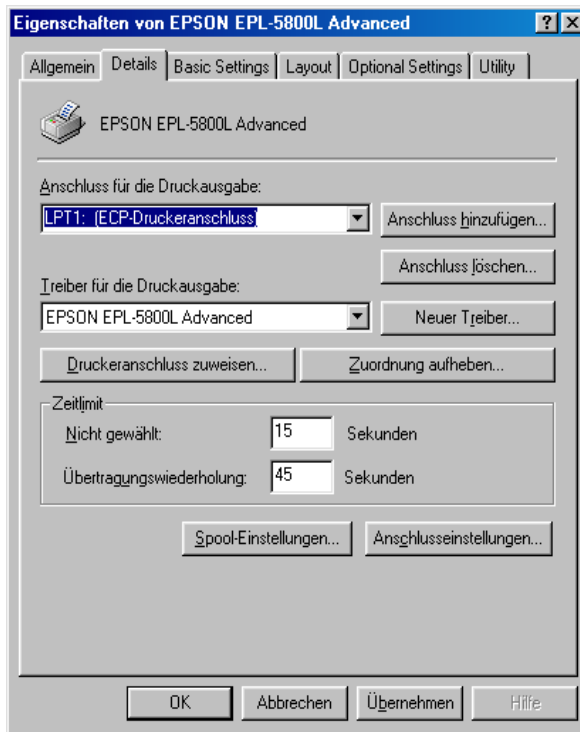 Eigenschaften von EPSON EPL-5800L Advanced
Allgemein Details Basic Settings Layout Optional Settings Utility
EPSON EPL-5800L Advanced
Anschluss für die Druckausgabe:
LPT1: (ECP-Druckeranschluss) Anschluss hinzufügen...
Anschluss löschen...
Treiber für die Druckausgabe:
EPSON EPL-5800L Advanced Neuer Treiber...
Druckeranschluss zuweisen... Zuordnung aufheben...
Zeitlimit
Nicht gewählt: 15 Sekunden
Übertragungswiederholung: 45 Sekunden
Spool-Einstellungen... Anschlusseinstellungen...
OK Abbrechen Übernehmen Hilfe